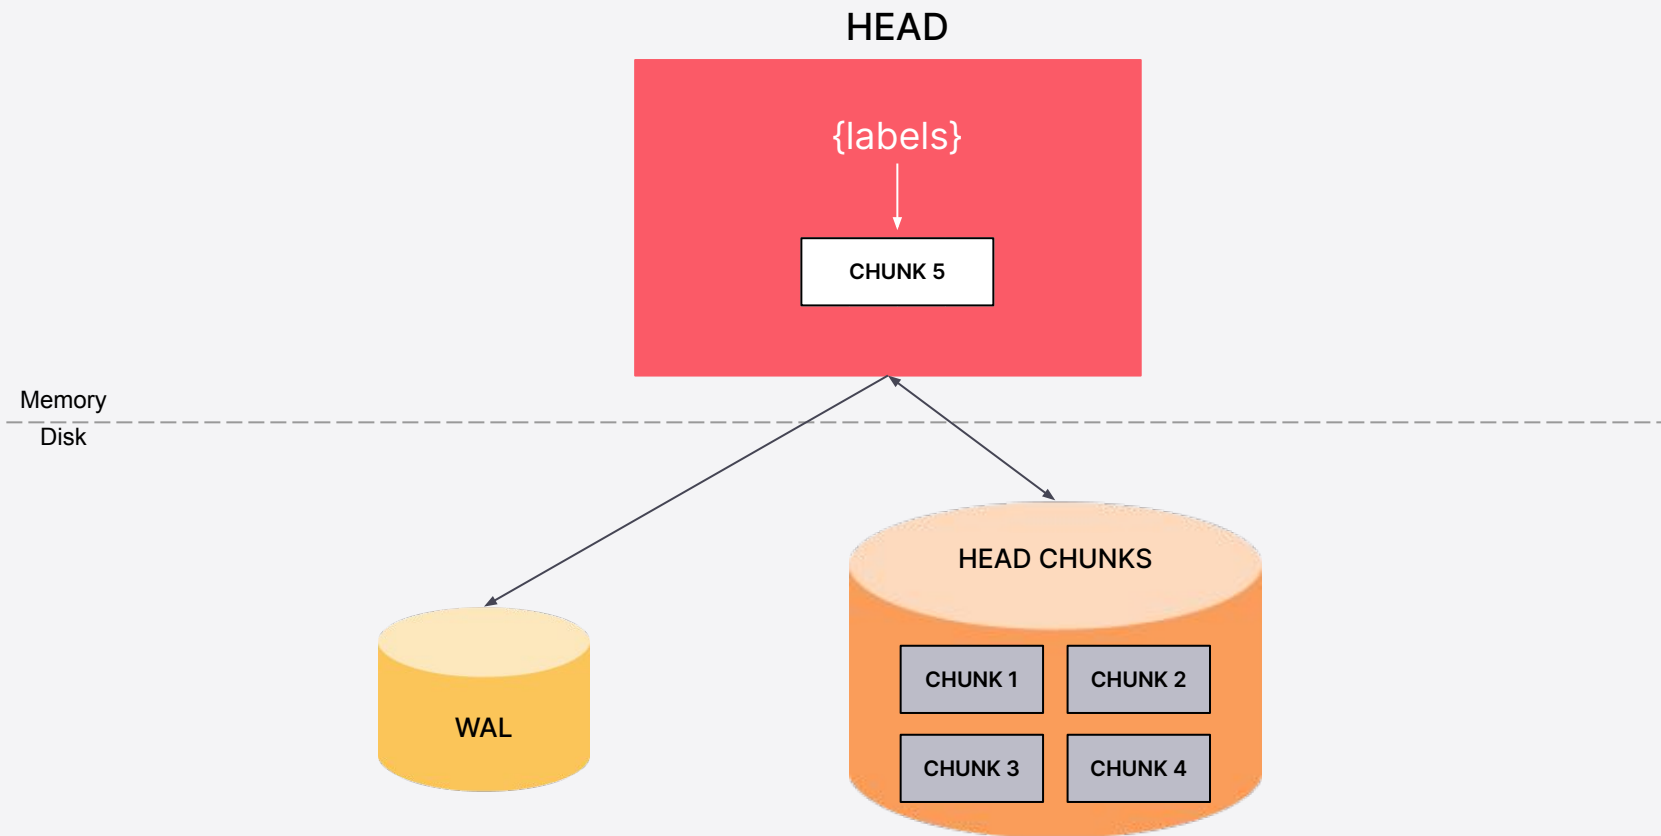 HEAD
{labels}
CHUNK 5
Memory
Disk
HEAD CHUNKS
CHUNK 1
CHUNK 2
WAL
CHUNK 3
CHUNK 4